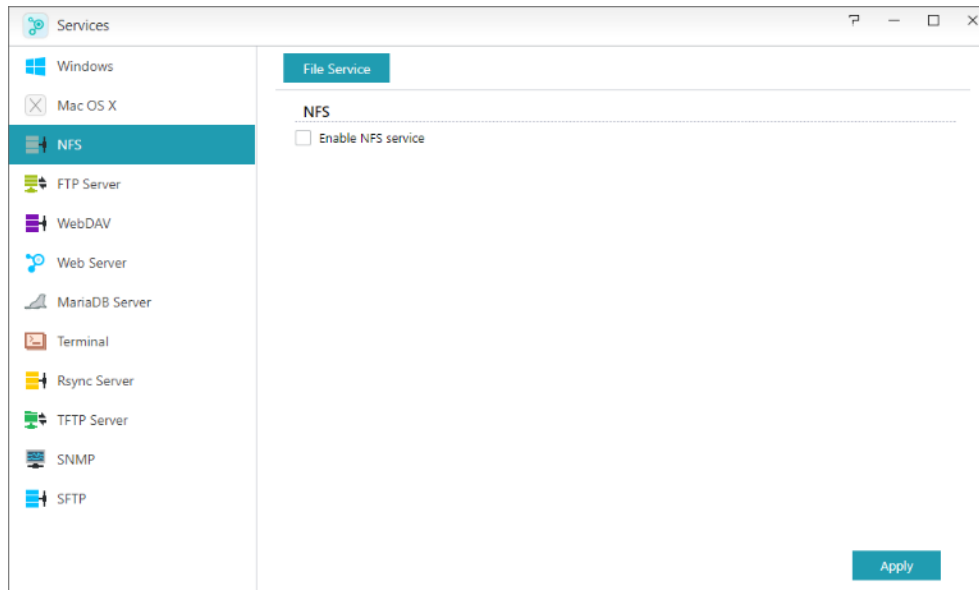 Services
Windows
Mac OS X
NFS
FTP Server
WebDAV
Web Server
MariaDB Server
Terminal
Rsync Server
TFTP Server
SNMP
SFTP
File Service
NFS
Enable NFS service
Apply